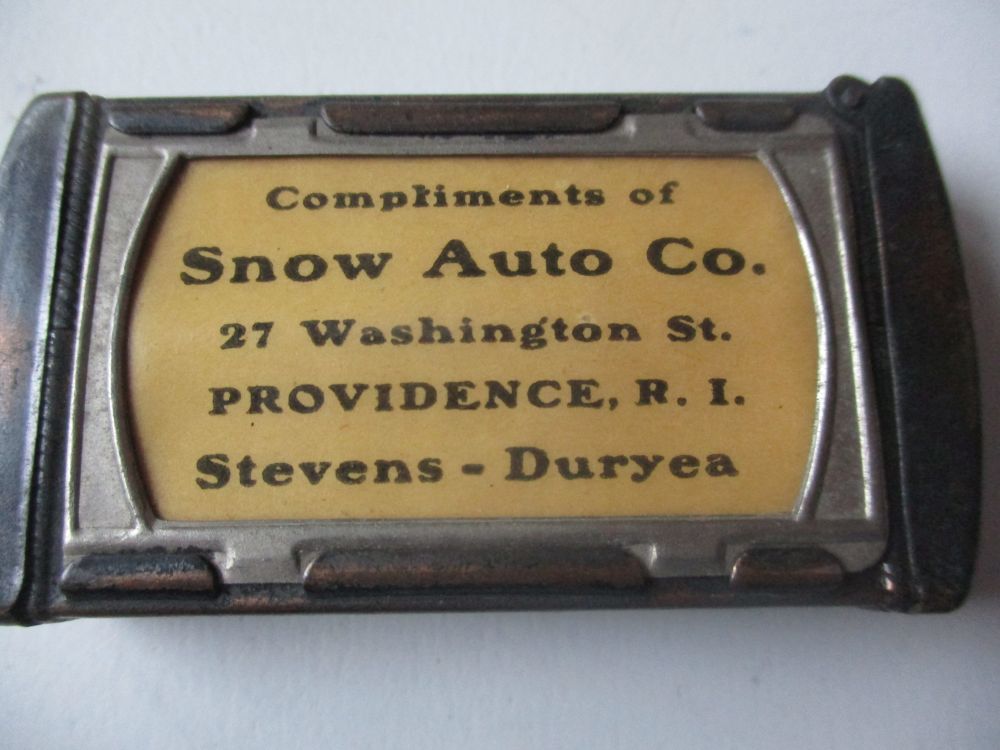 Compliments of
Snow Auto Co.
27 Washington St.
PROVIDENCE, R. I.
Stevens - Duryea